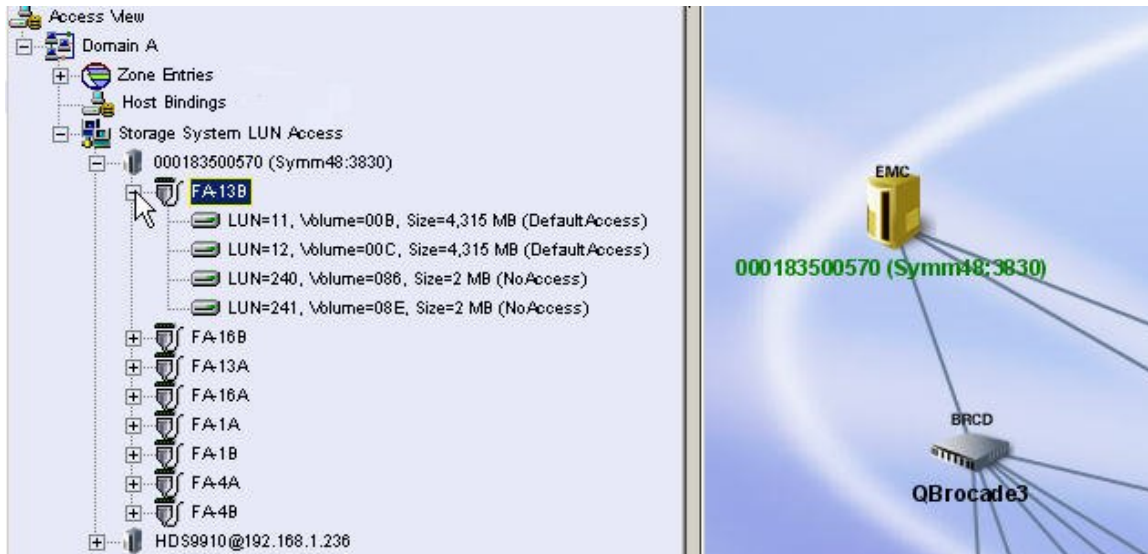 Access View
Domain A
Zone Entries
Host Bindings
Storage System LUN Access
000183500570 (Symm48:3830)
FA-13B
LUN=11, Volume=00B, Size=4,315 MB (DefaultAccess)
LUN=12, Volume=00C, Size=4,315 MB (DefaultAccess)
LUN=240, Volume=086, Size=2 MB (NoAccess)
LUN=241, Volume=08E, Size=2 MB (NoAccess)
FA-16B
FA-13A
FA-16A
FA-1A
FA-1B
FA-4A
FA-4B
HDS9910@192.168.1.236
EMC
000183500570 (Symm48:3830)
BRCD
QBrocade3